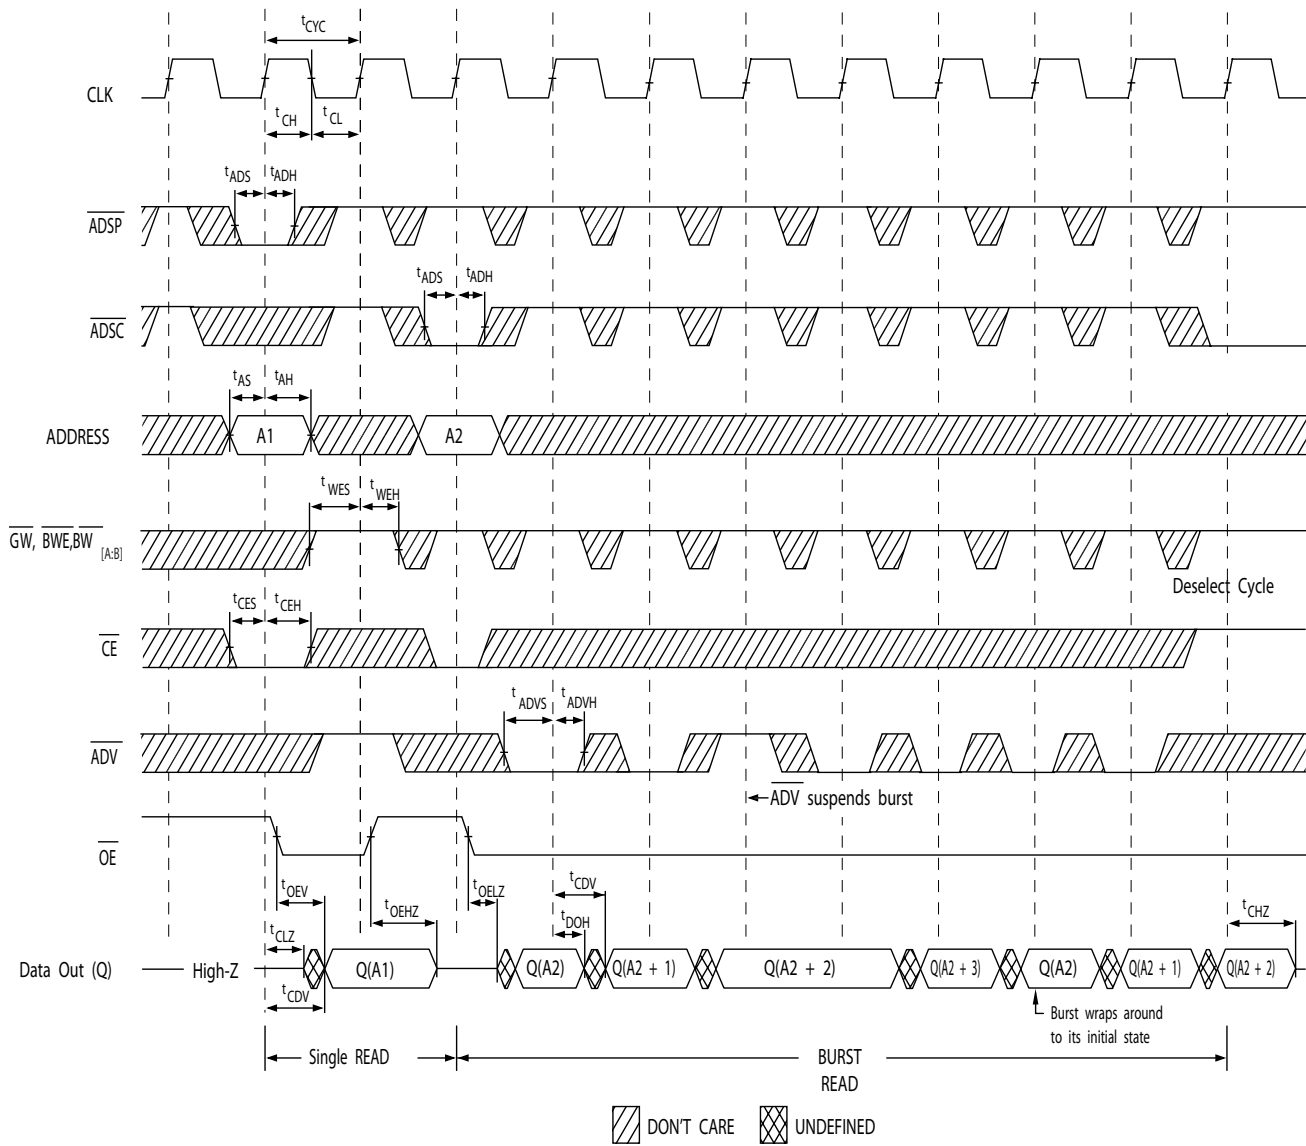 tCYC
CLK
tCH
tCL
tADS
tADH
ADSP
tADS
tADH
ADSC
tAS
tAH
ADDRESS
A1
A2
tWES
tWEH
GW, BWE,BW [A:B]
Deselect Cycle
tCES
tCEH
CE
tADVS
tADVH
ADV
ADV suspends burst
OE
tOEV
tOEHZ
tOELZ
tCDV
tDOH
tCHZ
tCLZ
Data Out (Q)
High-Z
Q(A1)
Q(A2)
Q(A2 + 1)
Q(A2 + 2)
Q(A2 + 3)
Q(A2)
Q(A2 + 1)
Q(A2 + 2)
tCDV
Burst wraps around
to its initial state
Single READ
BURST
READ
DON'T CARE
UNDEFINED